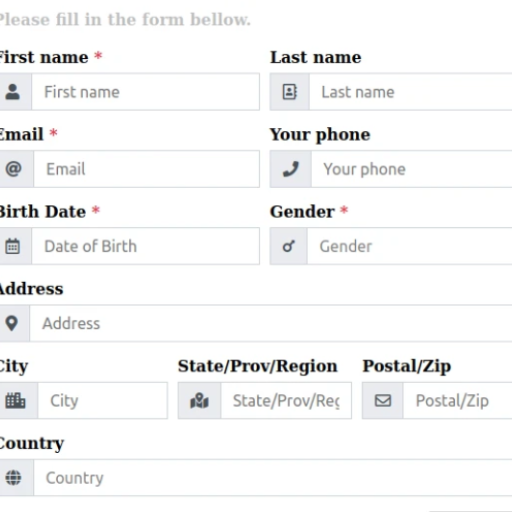 Please fill in the form bellow.
First name * Last name
First name Last name
Email * Your phone
Email Your phone
Birth Date * Gender *
Date of Birth Gender
Address
Address
City State/Prov/Region Postal/Zip
City State/Prov/Reg Postal/Zip
Country
Country